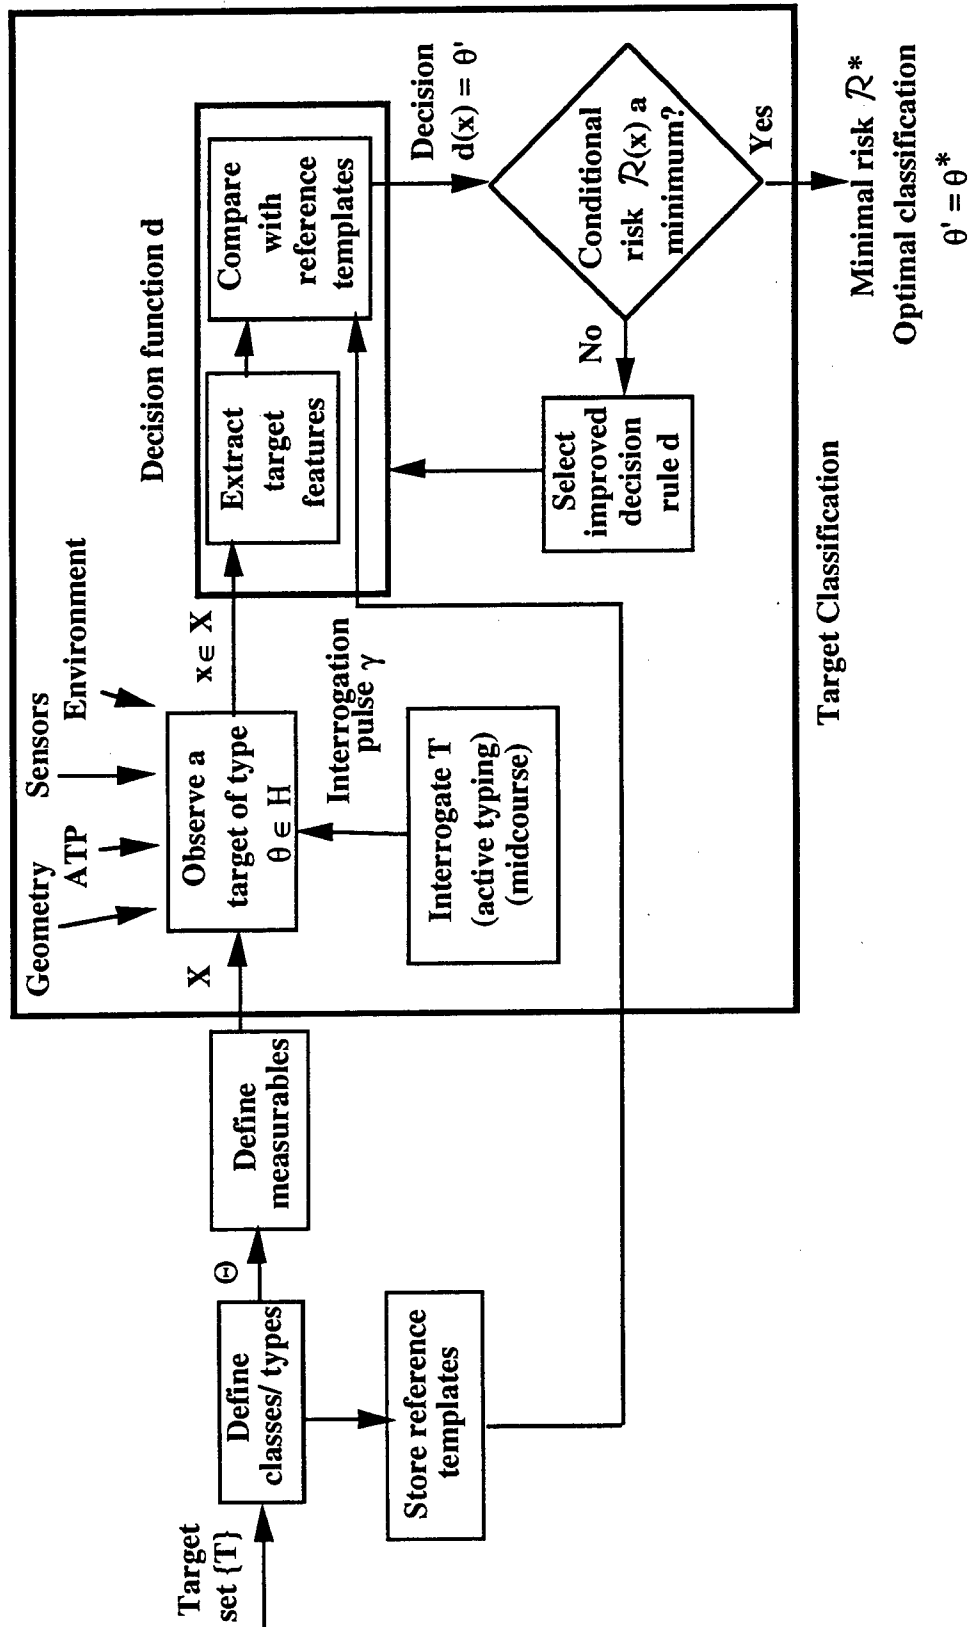 Target
set {T}
Define
classes/ types
Θ
Store reference
templates
Define
measurables
X
Geometry
ATP
Sensors
Environment
Observe a
target of type
θ ∈ H
Interrogation
pulse γ
Interrogate T
(active typing)
(midcourse)
x ∈ X
Decision function d
Extract
target
features
Compare
with
reference
templates
Decision
d(x) = θ'
Conditional
risk R(x) a
minimum?
No
Select
improved
decision
rule d
Yes
Target Classification
Minimal risk R*
Optimal classification
θ' = θ*